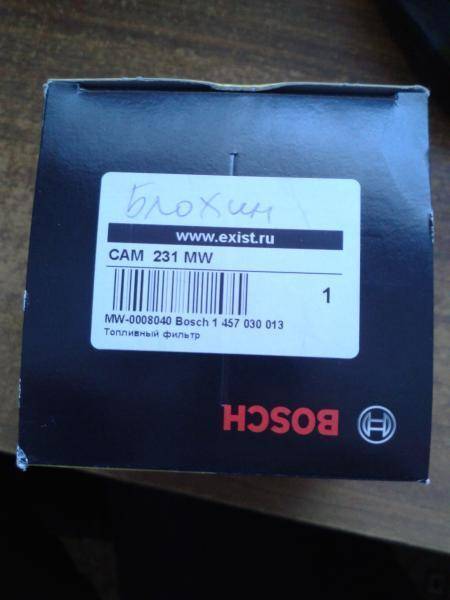 Блохин
www.exist.ru
CAM 231 MW
1
MW-0008040 Bosch 1 457 030 013
Топливный фильтр
BOSCH